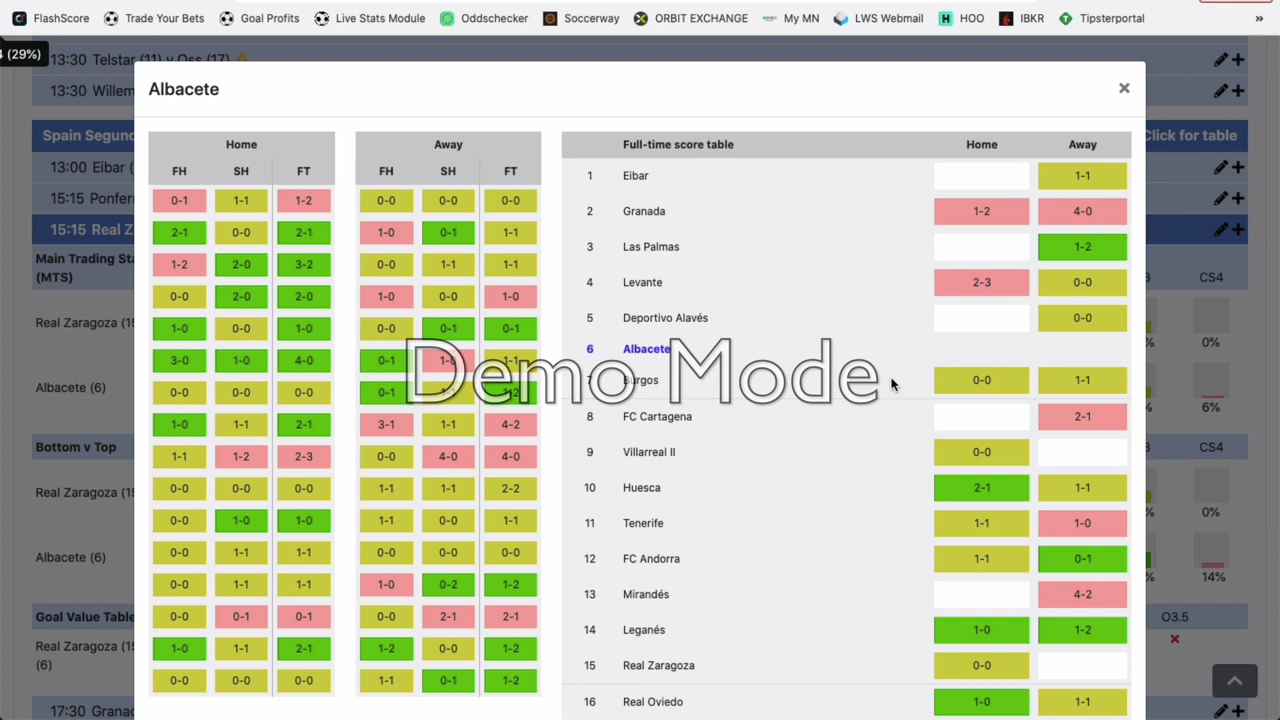 FlashScore Trade Your Bets Goal Profits Live Stats Module Oddschecker Soccerway ORBIT EXCHANGE My MN LWS Webmail HOO IBKR Tipsterportal »
(29%)
13:30 Telstar (11) v Oss (17)
13:30 Willem
Spain Segun
Click for table
13:00 Eibar (
15:15 Ponferr
15:15 Real Z
Main Trading Sta
(MTS)
CS4
Real Zaragoza (15
0%
Albacete (6)
6%
Bottom v Top
CS4
Real Zaragoza (15
0%
Albacete (6)
14%
Goal Value Table
O3.5
Real Zaragoza (15
(6)
17:30 Grana
Albacete ×
Home Away Full-time score table Home Away
FH SH FT FH SH FT
1 Eibar 1-1
0-1 1-1 1-2 0-0 0-0 0-0
2 Granada 1-2 4-0
2-1 0-0 2-1 1-0 0-1 1-1
3 Las Palmas 1-2
1-2 2-0 3-2 0-0 1-1 1-1
4 Levante 2-3 0-0
0-0 2-0 2-0 1-0 0-0 1-0
5 Deportivo Alavés 0-0
1-0 0-0 1-0 0-0 0-1 0-1
6 Albacete
3-0 1-0 4-0 0-1 1-0 1-1
7 Burgos 0-0 1-1
0-0 0-0 0-0 0-1 1-2
Demo Mode
8 FC Cartagena 2-1
1-0 1-1 2-1 3-1 1-1 4-2
9 Villarreal II 0-0
1-1 1-2 2-3 0-0 4-0 4-0
10 Huesca 2-1 1-1
0-0 0-0 0-0 1-1 1-1 2-2
11 Tenerife 1-1 1-0
0-0 1-0 1-0 1-1 0-0 1-1
12 FC Andorra 1-1 0-1
0-0 1-1 1-1 0-0 0-0 0-0
13 Mirandés 4-2
0-0 1-1 1-1 1-0 0-2 1-2
14 Leganés 1-0 1-2
0-0 0-1 0-1 0-0 2-1 2-1
15 Real Zaragoza 0-0
1-0 1-1 2-1 1-2 0-0 1-2
0-0 0-0 0-0 1-1 0-1 1-2
16 Real Oviedo 1-0 1-1